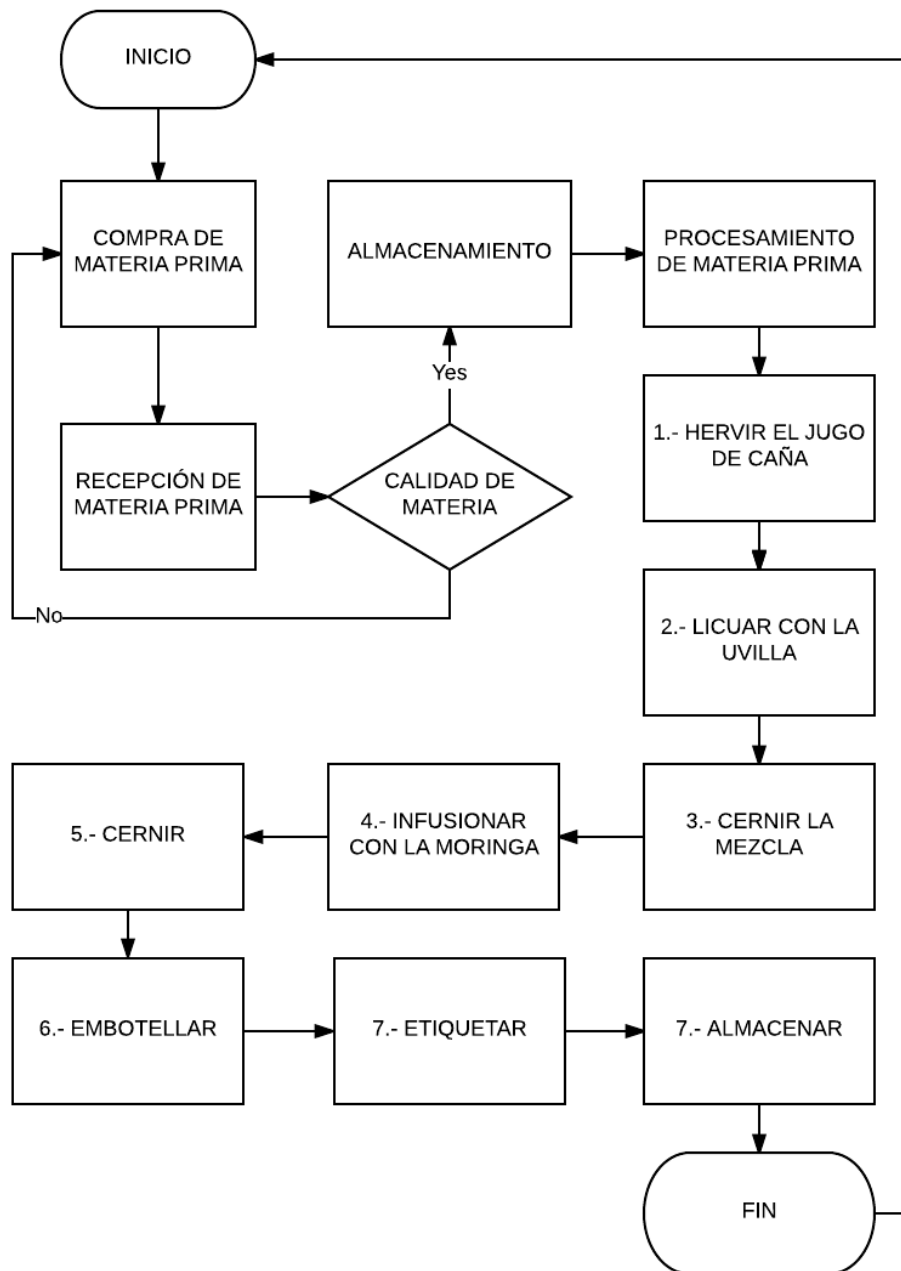 INICIO
COMPRA DE
MATERIA PRIMA
ALMACENAMIENTO
PROCESAMIENTO
DE MATERIA PRIMA
Yes
1.- HERVIR EL JUGO
DE CAÑA
RECEPCIÓN DE
MATERIA PRIMA
CALIDAD DE
MATERIA
No
2.- LICUAR CON LA
UVILLA
3.- CERNIR LA
MEZCLA
4.- INFUSIONAR
CON LA MORINGA
5.- CERNIR
6.- EMBOTELLAR
7.- ETIQUETAR
7.- ALMACENAR
FIN